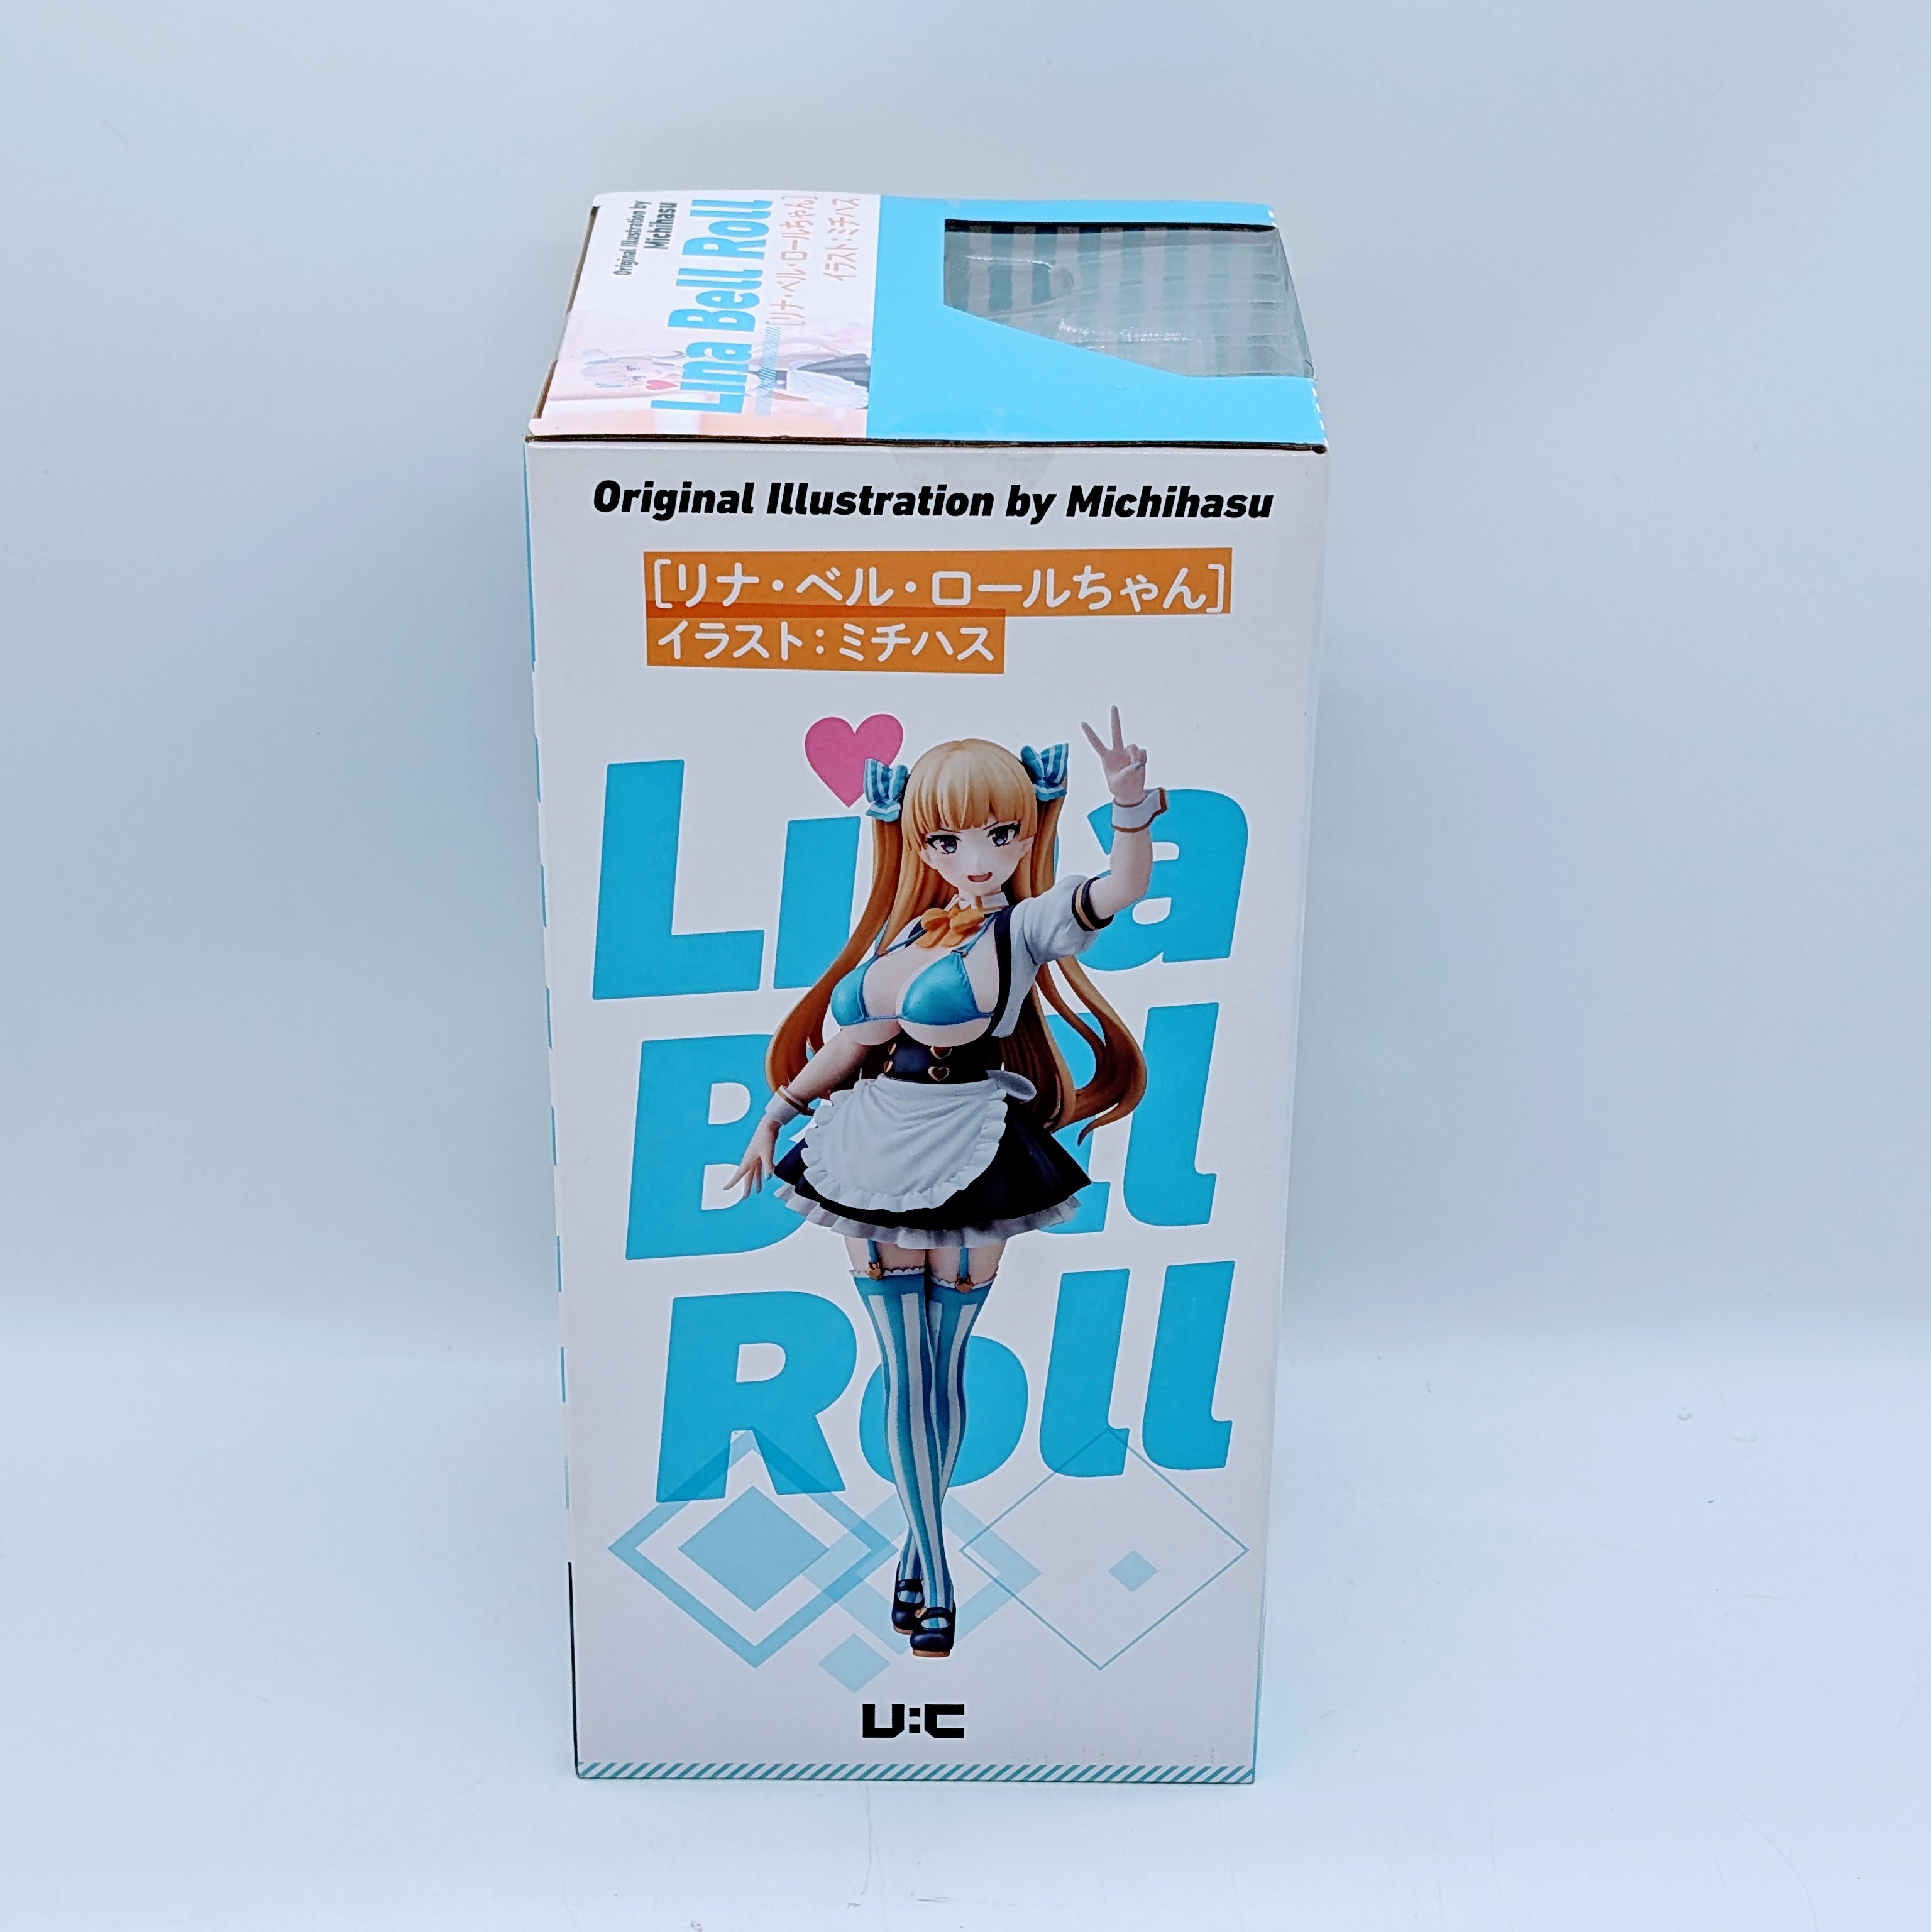 Original Illustration by
Michihasu
Lina Bell Roll
[リナ・ベル・ロールちゃん]
イラスト:ミチハス
Original Illustration by Michihasu
[リナ・ベル・ロールちゃん]
イラスト:ミチハス
Lina
Bell
Roll
U:C